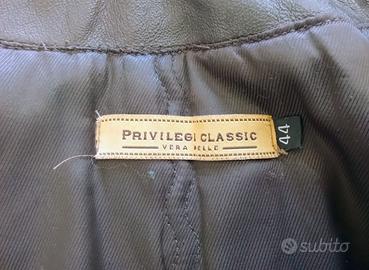 PRIVILEGI CLASSIC
VERA PELLE
44
subito